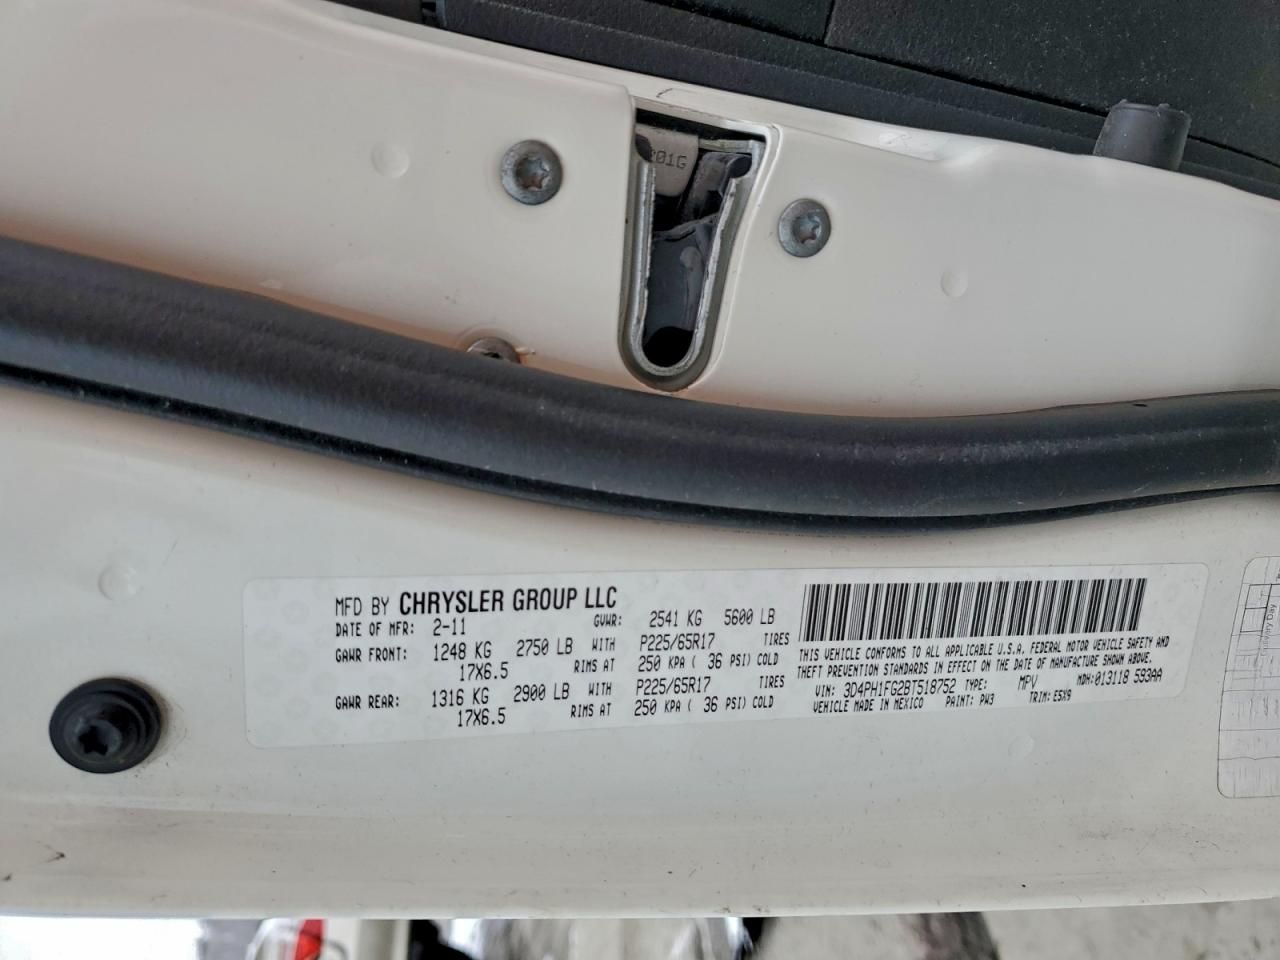 201G
MFD BY CHRYSLER GROUP LLC
DATE OF MFR: 2-11 GVWR: 2541 KG 5600 LB
GAWR FRONT: 1248 KG 2750 LB WITH P225/65R17 TIRES
17X6.5 RIMS AT 250 KPA ( 36 PSI) COLD
GAWR REAR: 1316 KG 2900 LB WITH P225/65R17 TIRES
17X6.5 RIMS AT 250 KPA ( 36 PSI) COLD
THIS VEHICLE CONFORMS TO ALL APPLICABLE U.S.A. FEDERAL MOTOR VEHICLE SAFETY AND
THEFT PREVENTION STANDARDS IN EFFECT ON THE DATE OF MANUFACTURE SHOWN ABOVE.
VIN: 3D4PH1FG2BT518752 TYPE: MPV MDH: 013118 593AA
VEHICLE MADE IN MEXICO PAINT: PW3 TRIM: E5X9
Delivery Day